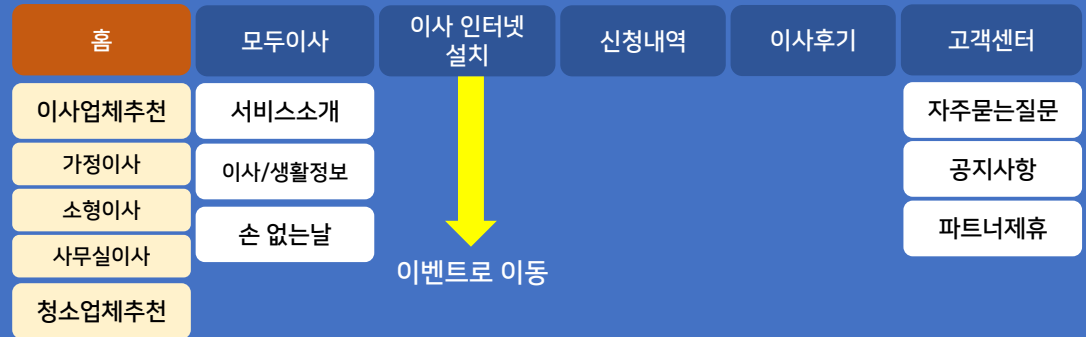 홈
모두이사
이사 인터넷
설치
신청내역
이사후기
고객센터
이사업체추천
가정이사
소형이사
사무실이사
청소업체추천
서비스소개
이사/생활정보
손 없는날
이벤트로 이동
자주묻는질문
공지사항
파트너제휴